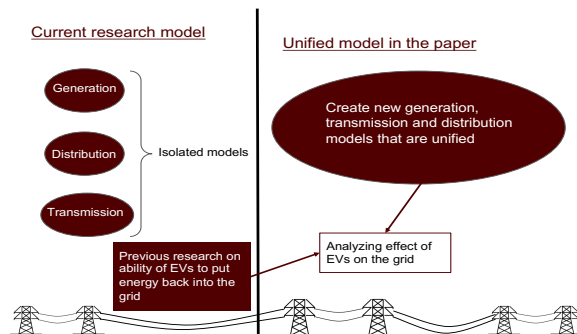 Current research model
Generation
Distribution
Transmission
Isolated models
Previous research on
ability of EVs to put
energy back into the
grid
Unified model in the paper
Create new generation,
transmission and distribution
models that are unified
Analyzing effect of
EVs on the grid